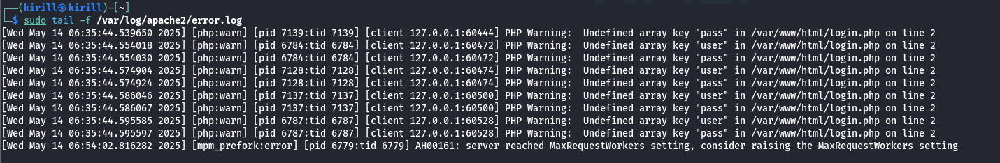 ┌──(kirill㉿kirill)-[~]
└─$ sudo tail -f /var/log/apache2/error.log
[Wed May 14 06:35:44.539650 2025] [php:warn] [pid 7139:tid 7139] [client 127.0.0.1:60444] PHP Warning:  Undefined array key "pass" in /var/www/html/login.php on line 2
[Wed May 14 06:35:44.554018 2025] [php:warn] [pid 6784:tid 6784] [client 127.0.0.1:60472] PHP Warning:  Undefined array key "user" in /var/www/html/login.php on line 2
[Wed May 14 06:35:44.554030 2025] [php:warn] [pid 6784:tid 6784] [client 127.0.0.1:60472] PHP Warning:  Undefined array key "pass" in /var/www/html/login.php on line 2
[Wed May 14 06:35:44.574904 2025] [php:warn] [pid 7128:tid 7128] [client 127.0.0.1:60474] PHP Warning:  Undefined array key "user" in /var/www/html/login.php on line 2
[Wed May 14 06:35:44.574924 2025] [php:warn] [pid 7128:tid 7128] [client 127.0.0.1:60474] PHP Warning:  Undefined array key "pass" in /var/www/html/login.php on line 2
[Wed May 14 06:35:44.586046 2025] [php:warn] [pid 7137:tid 7137] [client 127.0.0.1:60500] PHP Warning:  Undefined array key "user" in /var/www/html/login.php on line 2
[Wed May 14 06:35:44.586067 2025] [php:warn] [pid 7137:tid 7137] [client 127.0.0.1:60500] PHP Warning:  Undefined array key "pass" in /var/www/html/login.php on line 2
[Wed May 14 06:35:44.595585 2025] [php:warn] [pid 6787:tid 6787] [client 127.0.0.1:60528] PHP Warning:  Undefined array key "user" in /var/www/html/login.php on line 2
[Wed May 14 06:35:44.595597 2025] [php:warn] [pid 6787:tid 6787] [client 127.0.0.1:60528] PHP Warning:  Undefined array key "pass" in /var/www/html/login.php on line 2
[Wed May 14 06:54:02.816282 2025] [mpm_prefork:error] [pid 6779:tid 6779] AH00161: server reached MaxRequestWorkers setting, consider raising the MaxRequestWorkers setting